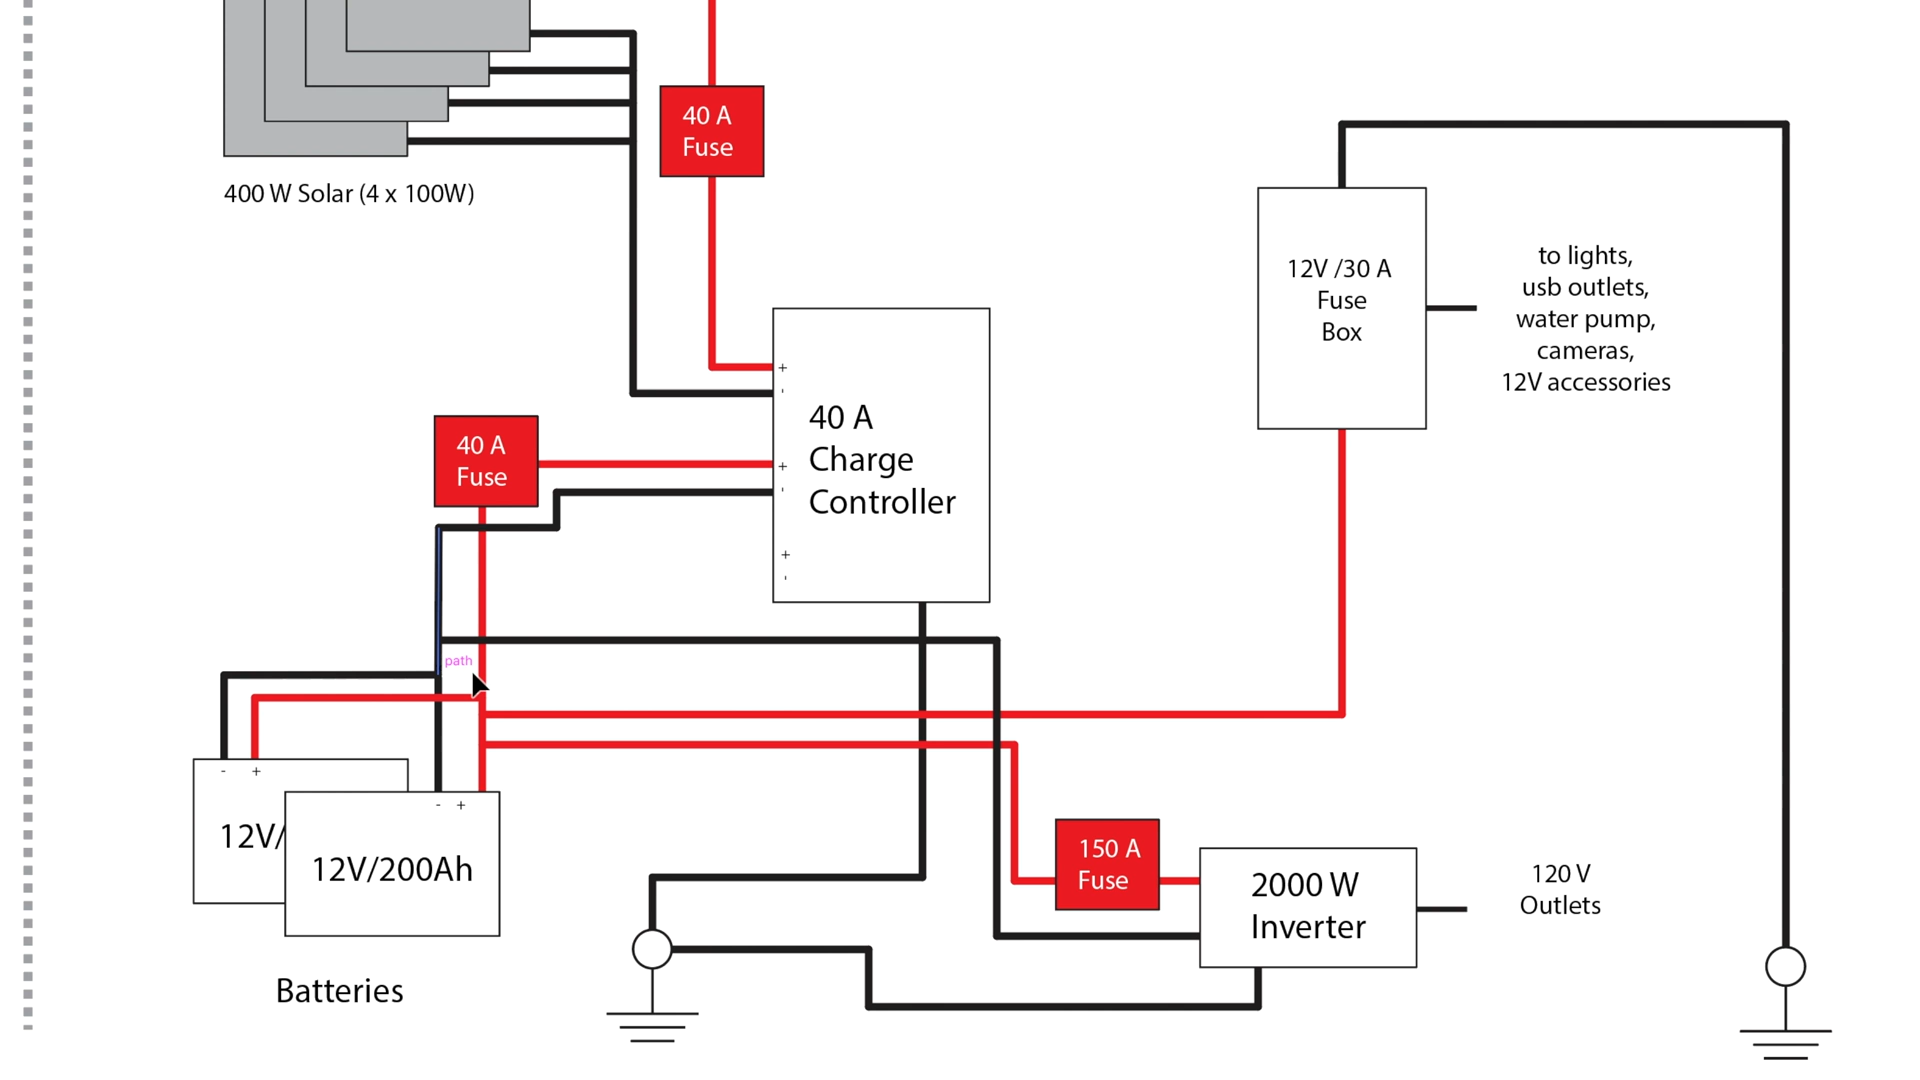 40 A
Fuse
400 W Solar (4 x 100W)
12V /30 A
Fuse
Box
to lights,
usb outlets,
water pump,
cameras,
12V accessories
+
-
40 A
Charge
Controller
+
-
+
-
40 A
Fuse
path
- +
12V/
- +
12V/200Ah
Batteries
150 A
Fuse
2000 W
Inverter
120 V
Outlets